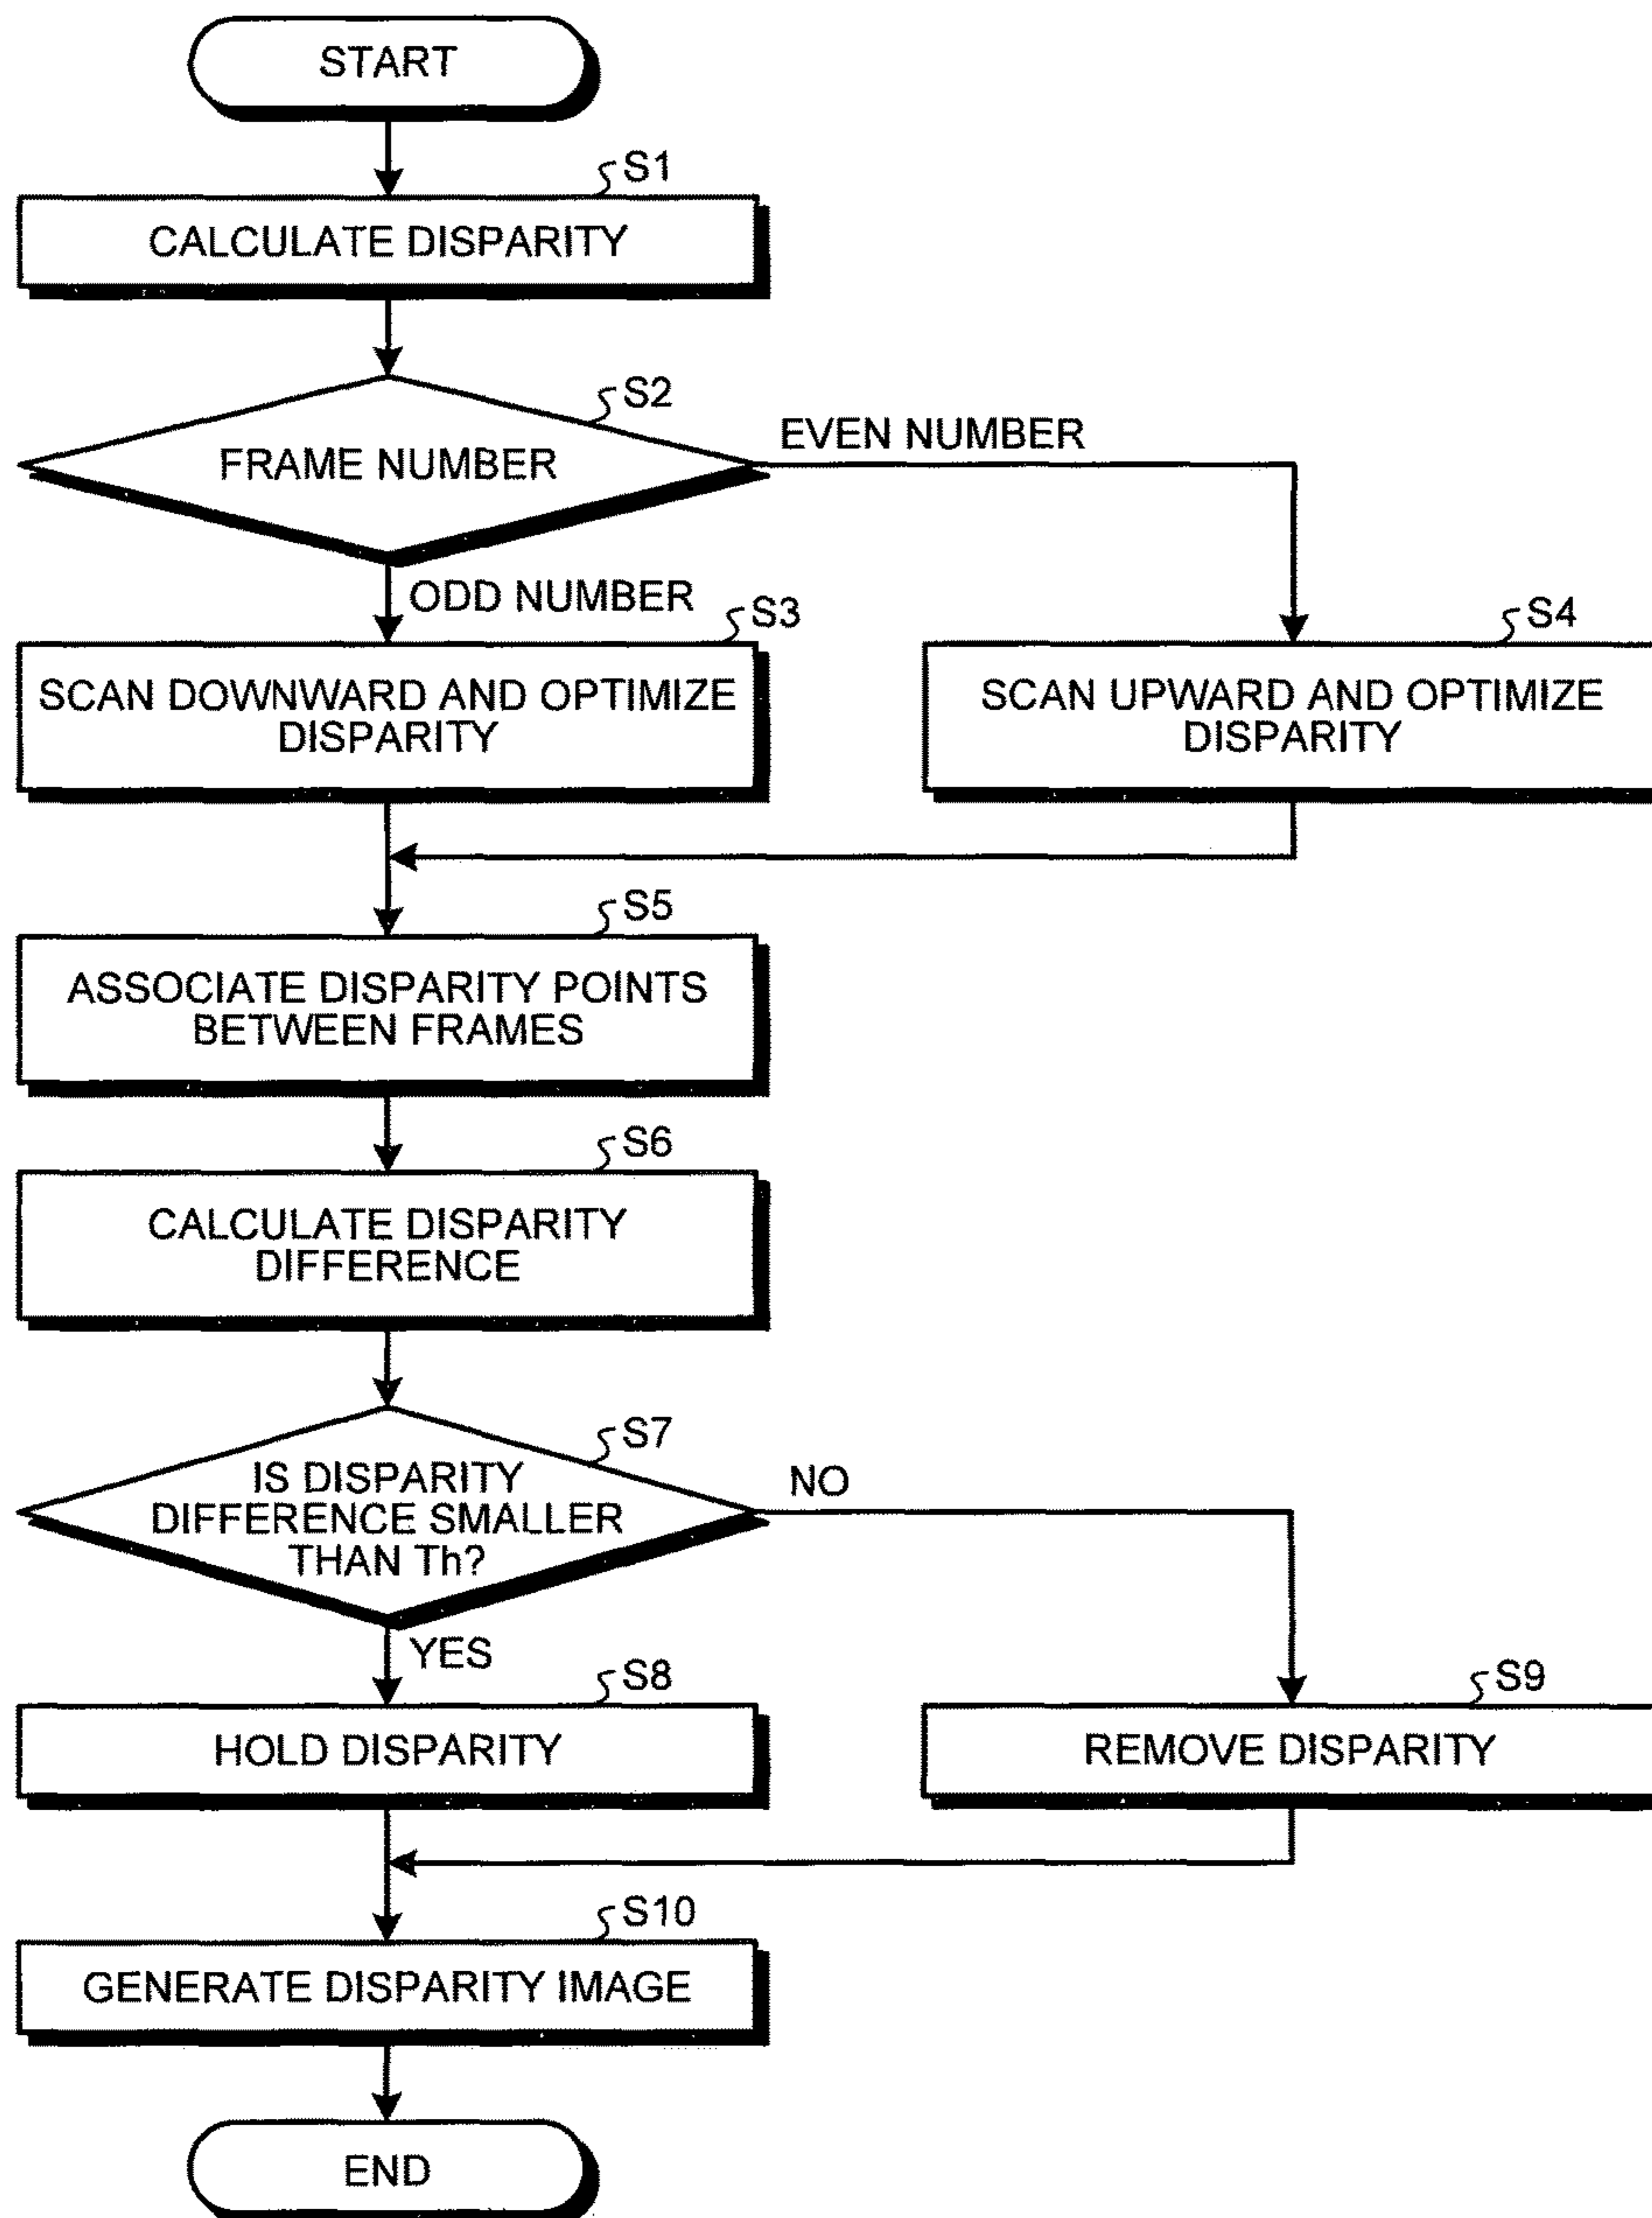 START
S1
CALCULATE DISPARITY
S2
FRAME NUMBER
EVEN NUMBER
ODD NUMBER
S3
SCAN DOWNWARD AND OPTIMIZE
DISPARITY
S4
SCAN UPWARD AND OPTIMIZE
DISPARITY
S5
ASSOCIATE DISPARITY POINTS
BETWEEN FRAMES
S6
CALCULATE DISPARITY
DIFFERENCE
S7
IS DISPARITY
DIFFERENCE SMALLER
THAN Th?
NO
YES
S8
HOLD DISPARITY
S9
REMOVE DISPARITY
S10
GENERATE DISPARITY IMAGE
END